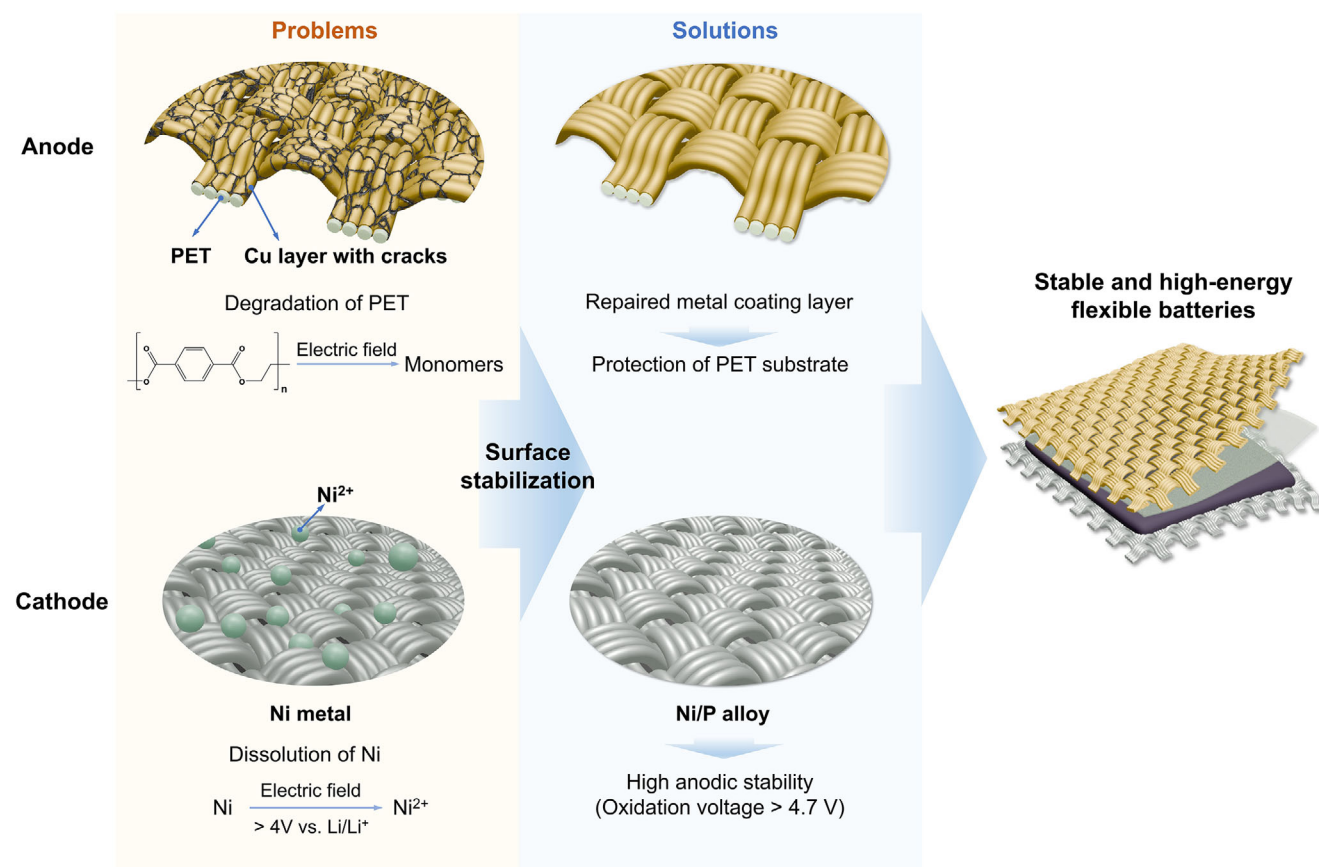 Problems
Solutions
Anode
PET
Cu layer with cracks
Degradation of PET
O
O
O
O
n
Electric field
Monomers
Repaired metal coating layer
Protection of PET substrate
Stable and high-energy
flexible batteries
Surface
stabilization
Cathode
Ni²⁺
Ni metal
Dissolution of Ni
Ni
Electric field
> 4V vs. Li/Li⁺
Ni²⁺
Ni/P alloy
High anodic stability
(Oxidation voltage > 4.7 V)